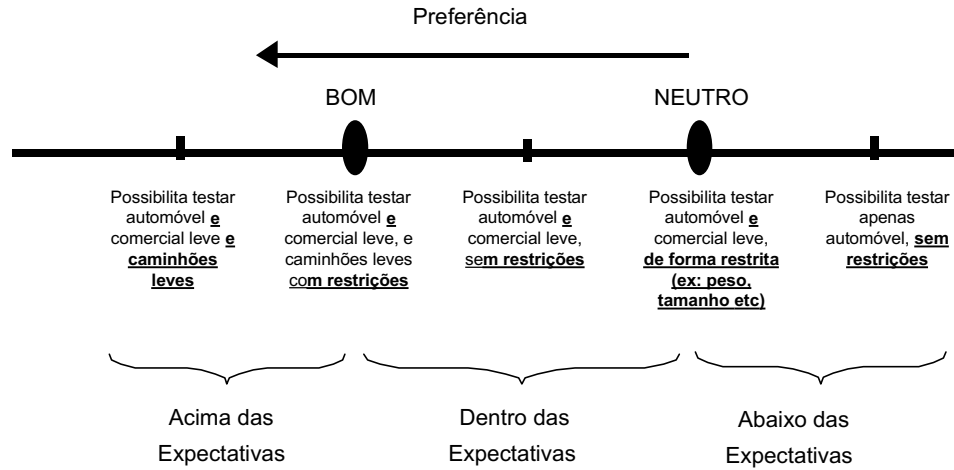 Preferência
BOM
NEUTRO
Possibilita testar
automóvel e
comercial leve e
caminhões
leves
Possibilita testar
automóvel e
comercial leve, e
caminhões leves
com restrições
Possibilita testar
automóvel e
comercial leve,
sem restrições
Possibilita testar
automóvel e
comercial leve,
de forma restrita
(ex: peso,
tamanho etc)
Possibilita testar
apenas
automóvel, sem
restrições
Acima das
Expectativas
Dentro das
Expectativas
Abaixo das
Expectativas